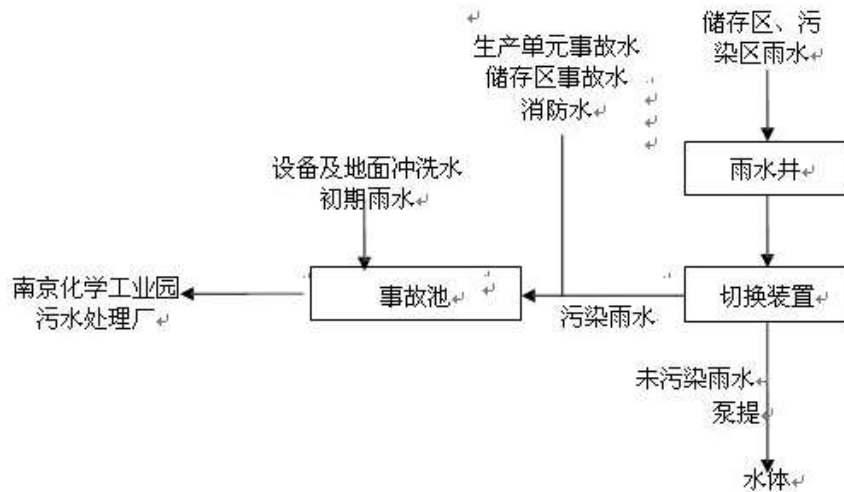 储存区、污
染区雨水
生产单元事故水
储存区事故水
消防水
雨水井
设备及地面冲洗水
初期雨水
南京化学工业园
污水处理厂
事故池
污染雨水
切换装置
未污染雨水
泵提
水体